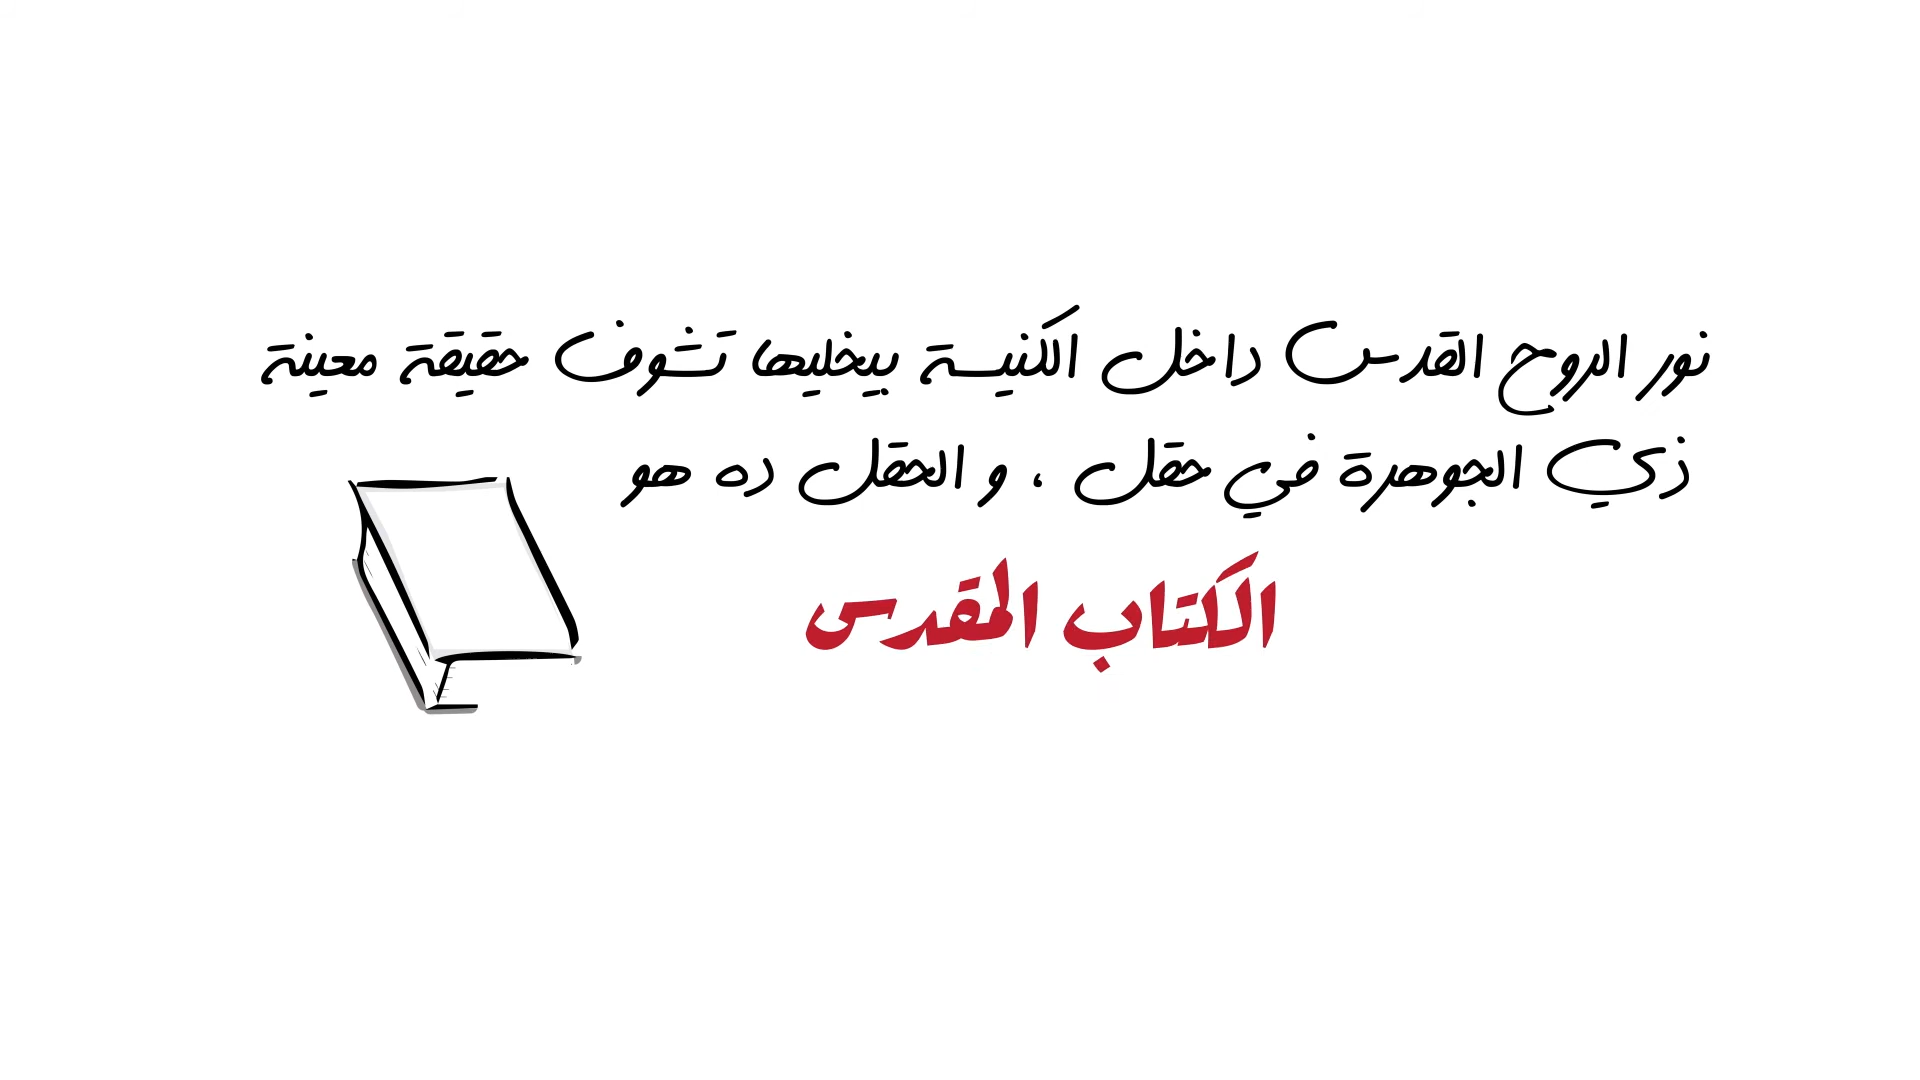 نور الروح القدس داخل الكنيسة بيخليها تشوف حقيقة معينة
زي الجوهرة في حقل ، و الحقل ده هو
الكتاب المقدس